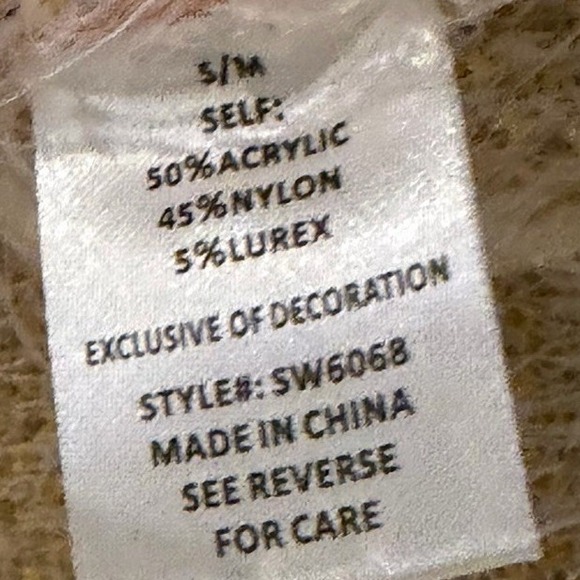 S/M
SELF:
50%ACRYLIC
45%NYLON
5%LUREX
EXCLUSIVE OF DECORATION
STYLE#: SW6068
MADE IN CHINA
SEE REVERSE
FOR CARE